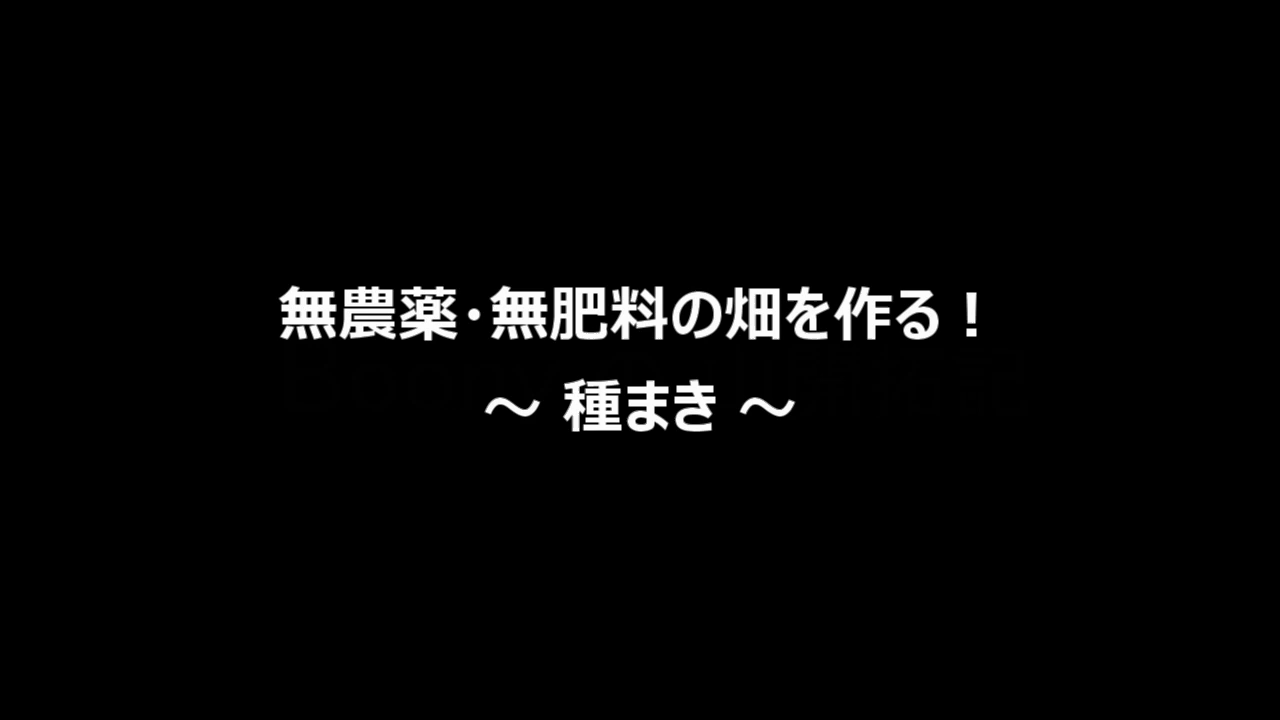 無農薬・無肥料の畑を作る！
～ 種まき ～